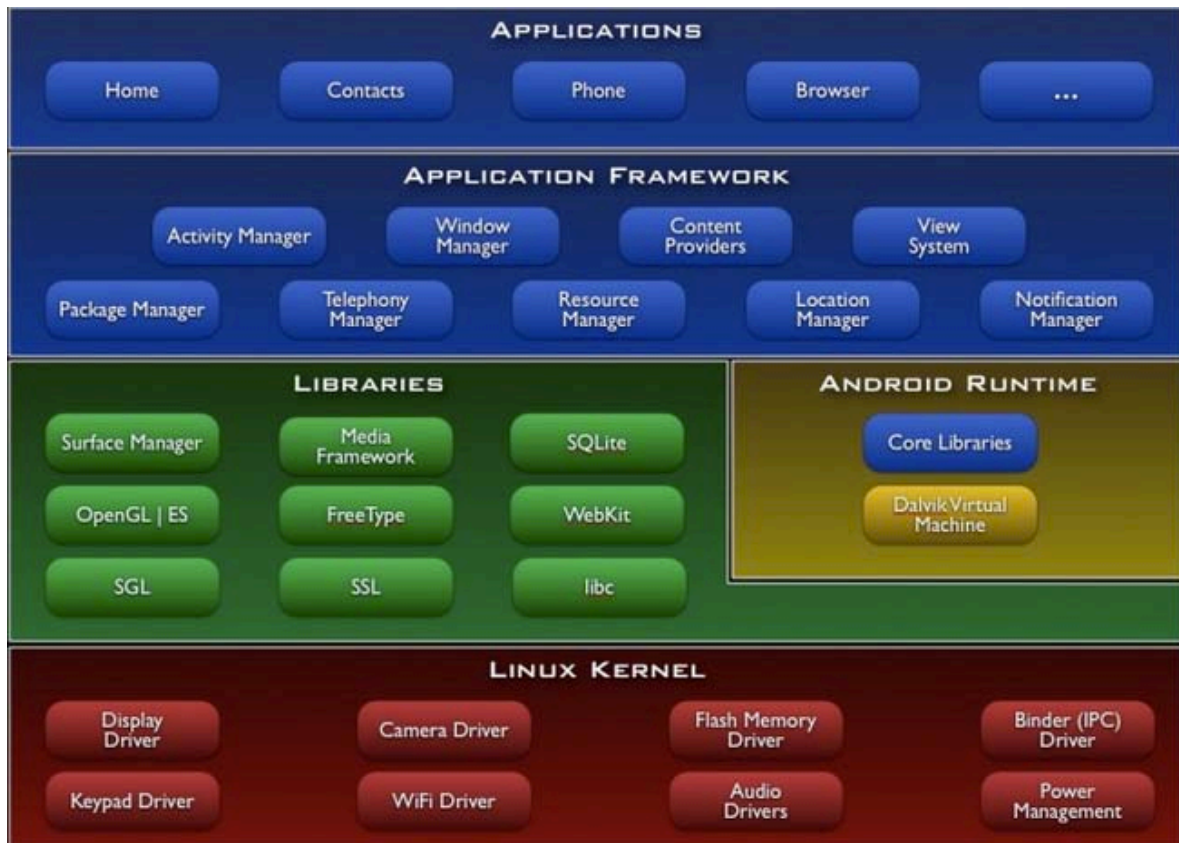 APPLICATIONS
Home
Contacts
Phone
Browser
...
APPLICATION FRAMEWORK
Activity Manager
Window
Manager
Content
Providers
View
System
Package Manager
Telephony
Manager
Resource
Manager
Location
Manager
Notification
Manager
LIBRARIES
Surface Manager
Media
Framework
SQLite
OpenGL | ES
FreeType
WebKit
SGL
SSL
libc
ANDROID RUNTIME
Core Libraries
Dalvik Virtual
Machine
LINUX KERNEL
Display
Driver
Camera Driver
Flash Memory
Driver
Binder (IPC)
Driver
Keypad Driver
WiFi Driver
Audio
Drivers
Power
Management